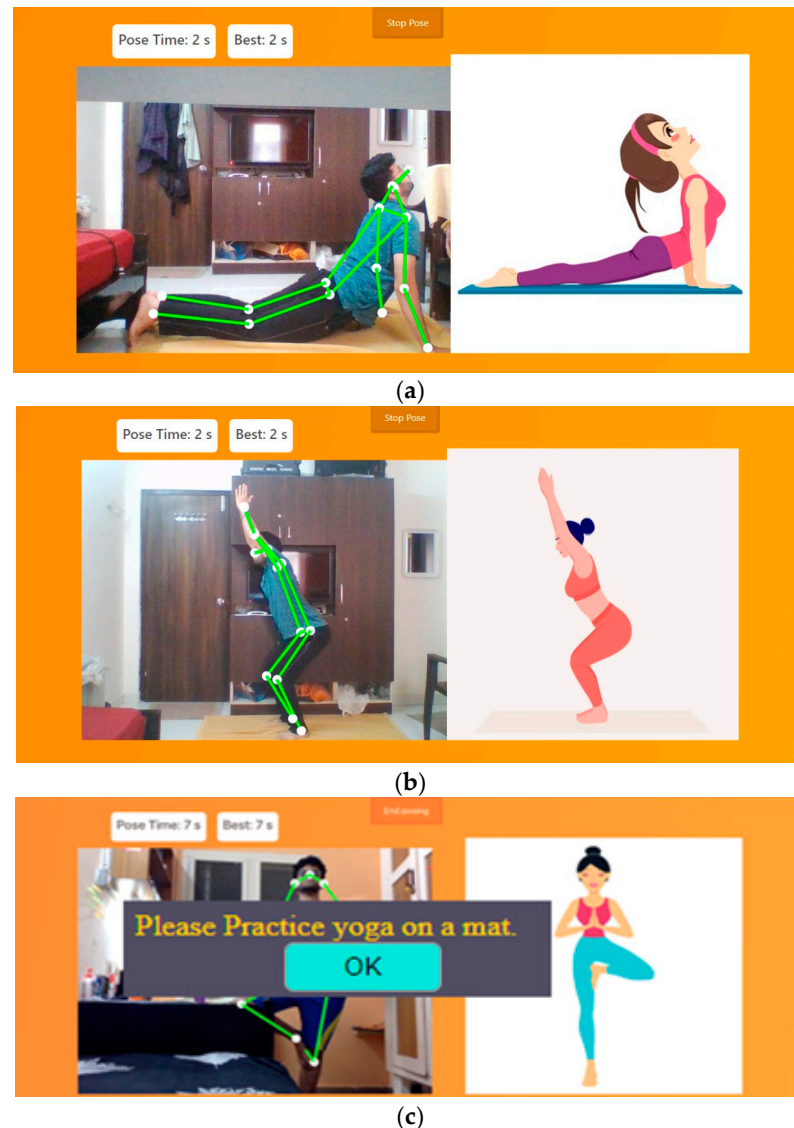 Stop Pose
Pose Time: 2 s Best: 2 s
(a)
Stop Pose
Pose Time: 2 s Best: 2 s
(b)
End posing
Pose Time: 7 s Best: 7 s
Please Practice yoga on a mat.
OK
(c)